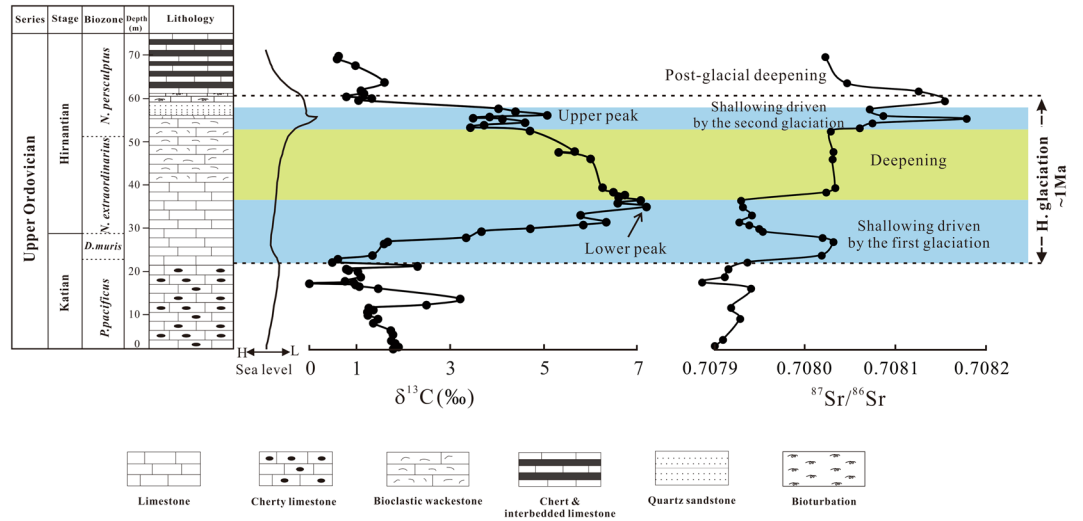 Series Stage Biozone Depth (m) Lithology
Upper Ordovician
Hirnantian
Katian
N. persculptus
N. extraordinarius
D.muris
P.pacificus
70
60
50
40
30
20
10
0
H L
Sea level
0 1 3 5 7
δ13C(‰)
0.7079 0.7080 0.7081 0.7082
87Sr/86Sr
Post-glacial deepening
Upper peak
Shallowing driven
by the second glaciation
Deepening
Lower peak
Shallowing driven
by the first glaciation
H. glaciation
~1Ma
Limestone
Cherty limestone
Bioclastic wackestone
Chert &
interbedded limestone
Quartz sandstone
Bioturbation